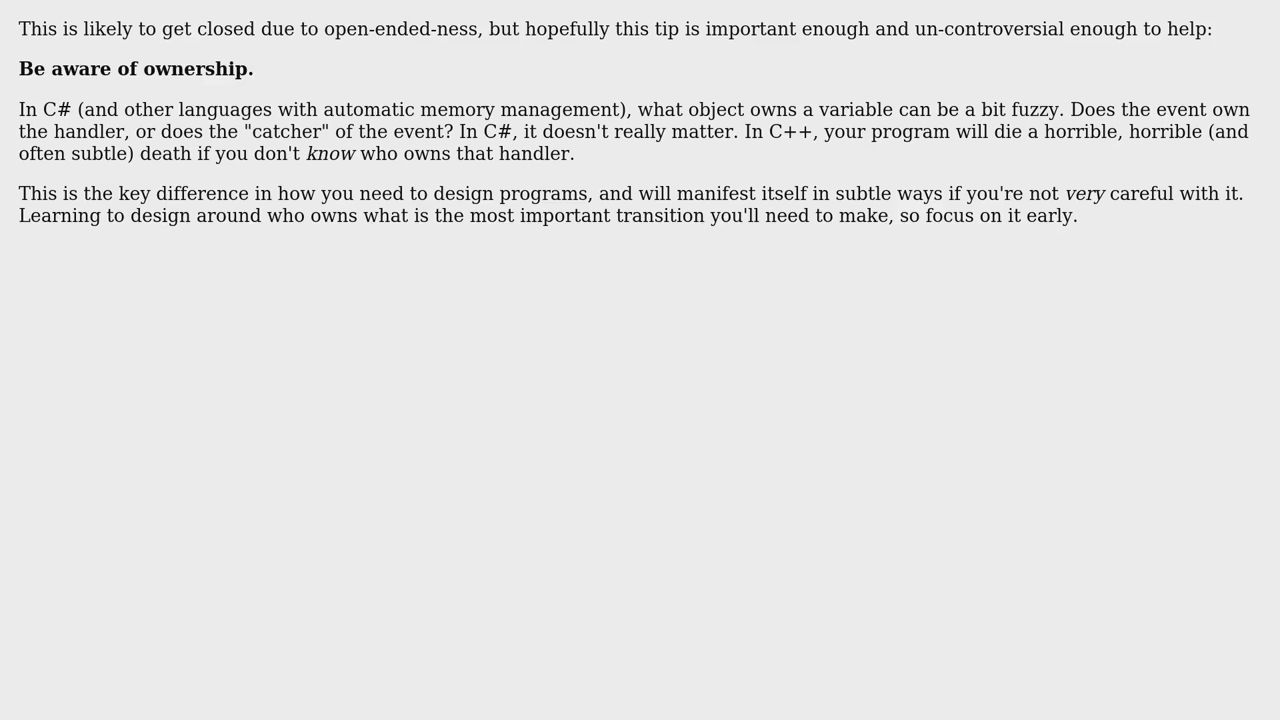 This is likely to get closed due to open-ended-ness, but hopefully this tip is important enough and un-controversial enough to help:
Be aware of ownership.
In C# (and other languages with automatic memory management), what object owns a variable can be a bit fuzzy. Does the event own
the handler, or does the "catcher" of the event? In C#, it doesn't really matter. In C++, your program will die a horrible, horrible (and
often subtle) death if you don't know who owns that handler.
This is the key difference in how you need to design programs, and will manifest itself in subtle ways if you're not very careful with it.
Learning to design around who owns what is the most important transition you'll need to make, so focus on it early.